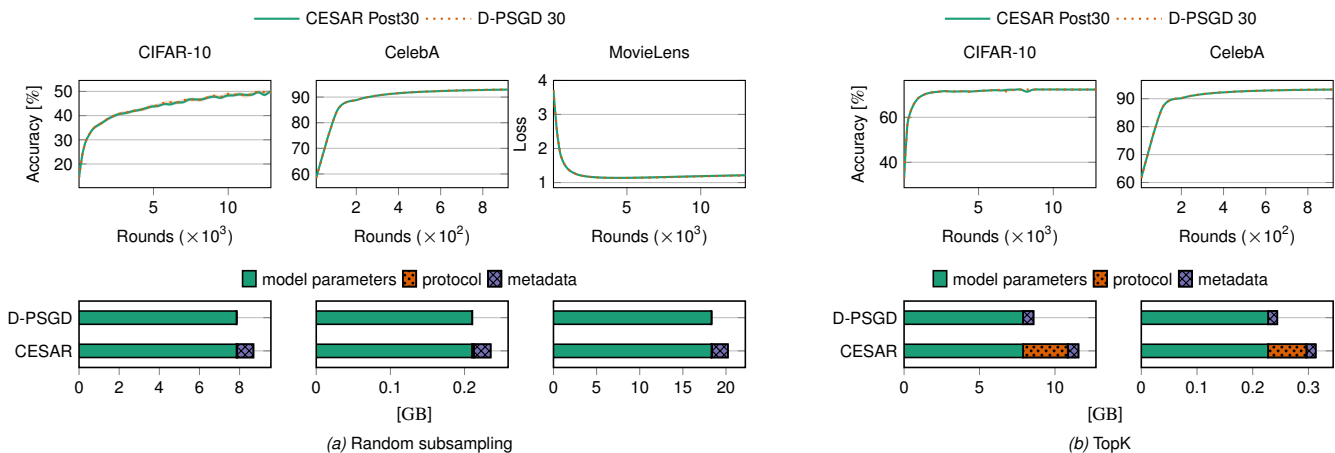 CESAR Post30 D-PSGD 30
CIFAR-10 CelebA MovieLens
Accuracy [%]
50
40
30
20
5 10
Rounds (×10³)
90
80
70
60
2 4 6 8
Rounds (×10²)
Loss
4
3
2
1
5 10
Rounds (×10³)
model parameters protocol metadata
D-PSGD
CESAR
0 2 4 6 8
0 0.1 0.2
0 5 10 15 20
[GB]
(a) Random subsampling
CESAR Post30 D-PSGD 30
CIFAR-10 CelebA
Accuracy [%]
60
40
5 10
Rounds (×10³)
90
80
70
60
2 4 6 8
Rounds (×10²)
model parameters protocol metadata
D-PSGD
CESAR
0 5 10
0 0.1 0.2 0.3
[GB]
(b) TopK